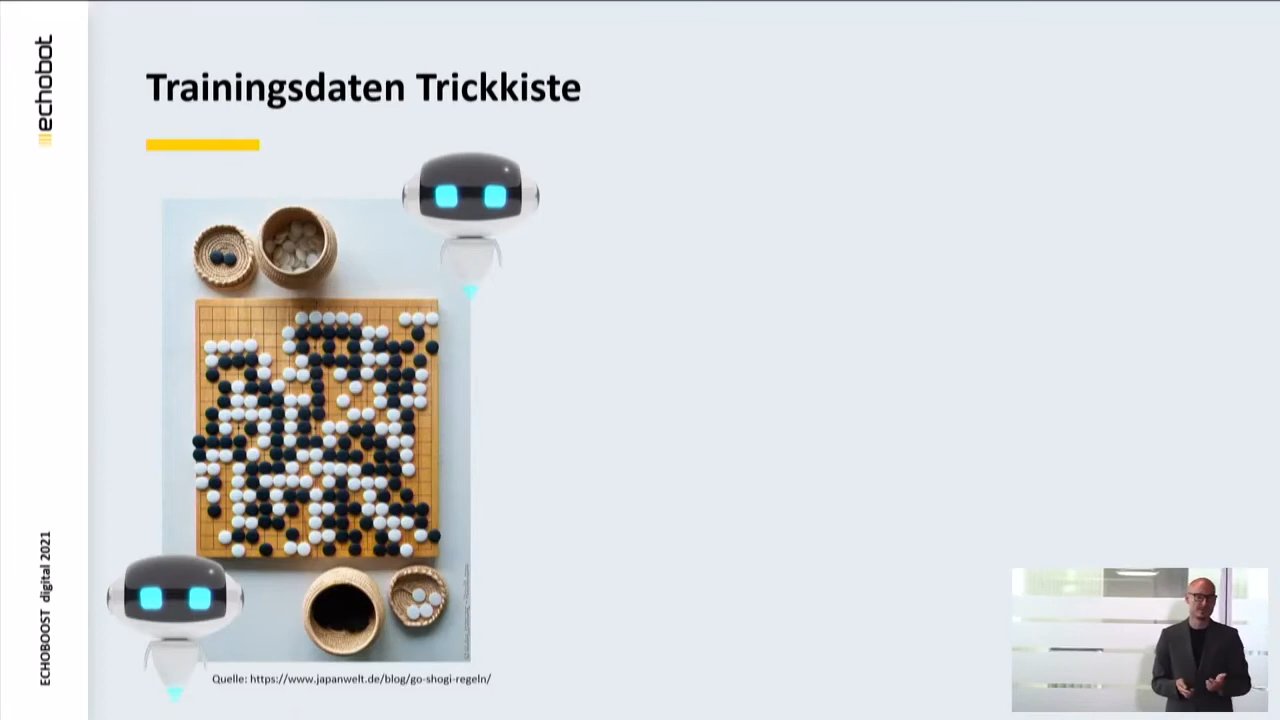 echobot
Trainingsdaten Trickkiste
ECHOBOOST digital 2021
Quelle: https://www.japanwelt.de/blog/go-shogi-regeln/